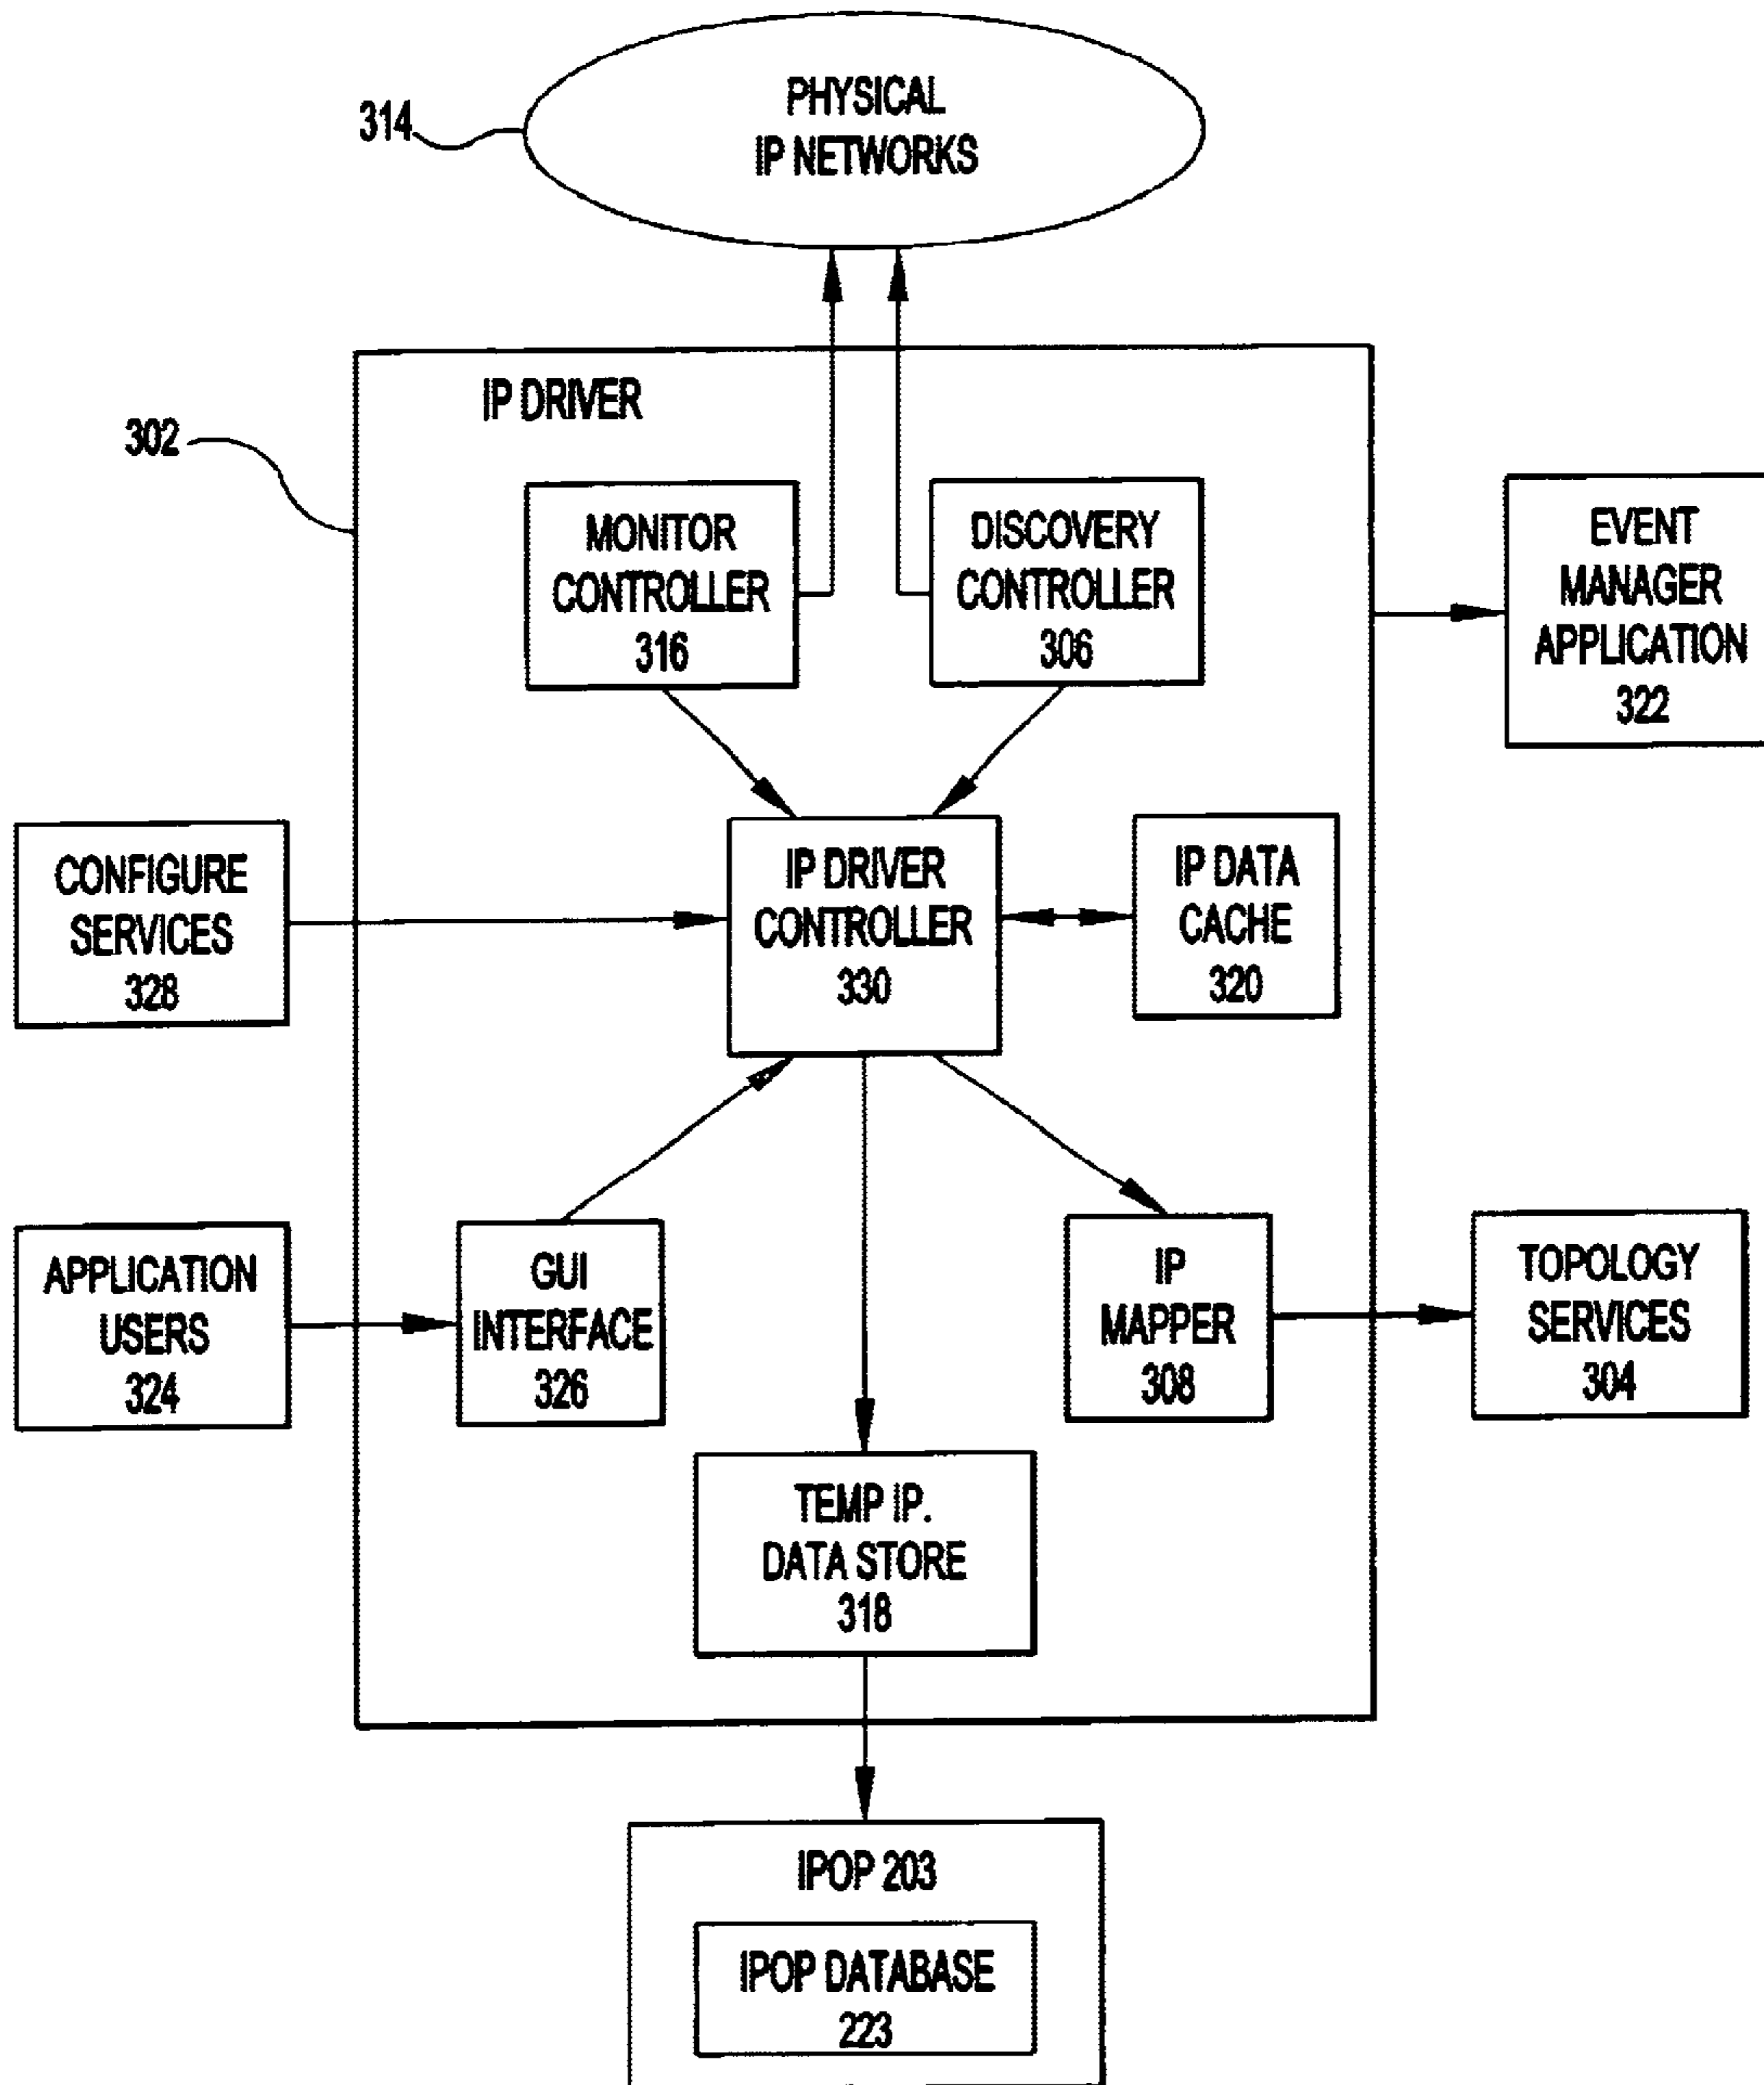 PHYSICAL
IP NETWORKS
314
IP DRIVER
302
MONITOR
CONTROLLER
316
DISCOVERY
CONTROLLER
306
EVENT
MANAGER
APPLICATION
322
CONFIGURE
SERVICES
328
IP DRIVER
CONTROLLER
330
IP DATA
CACHE
320
APPLICATION
USERS
324
GUI
INTERFACE
326
IP
MAPPER
308
TOPOLOGY
SERVICES
304
TEMP IP.
DATA STORE
318
IPOP 203
IPOP DATABASE
223